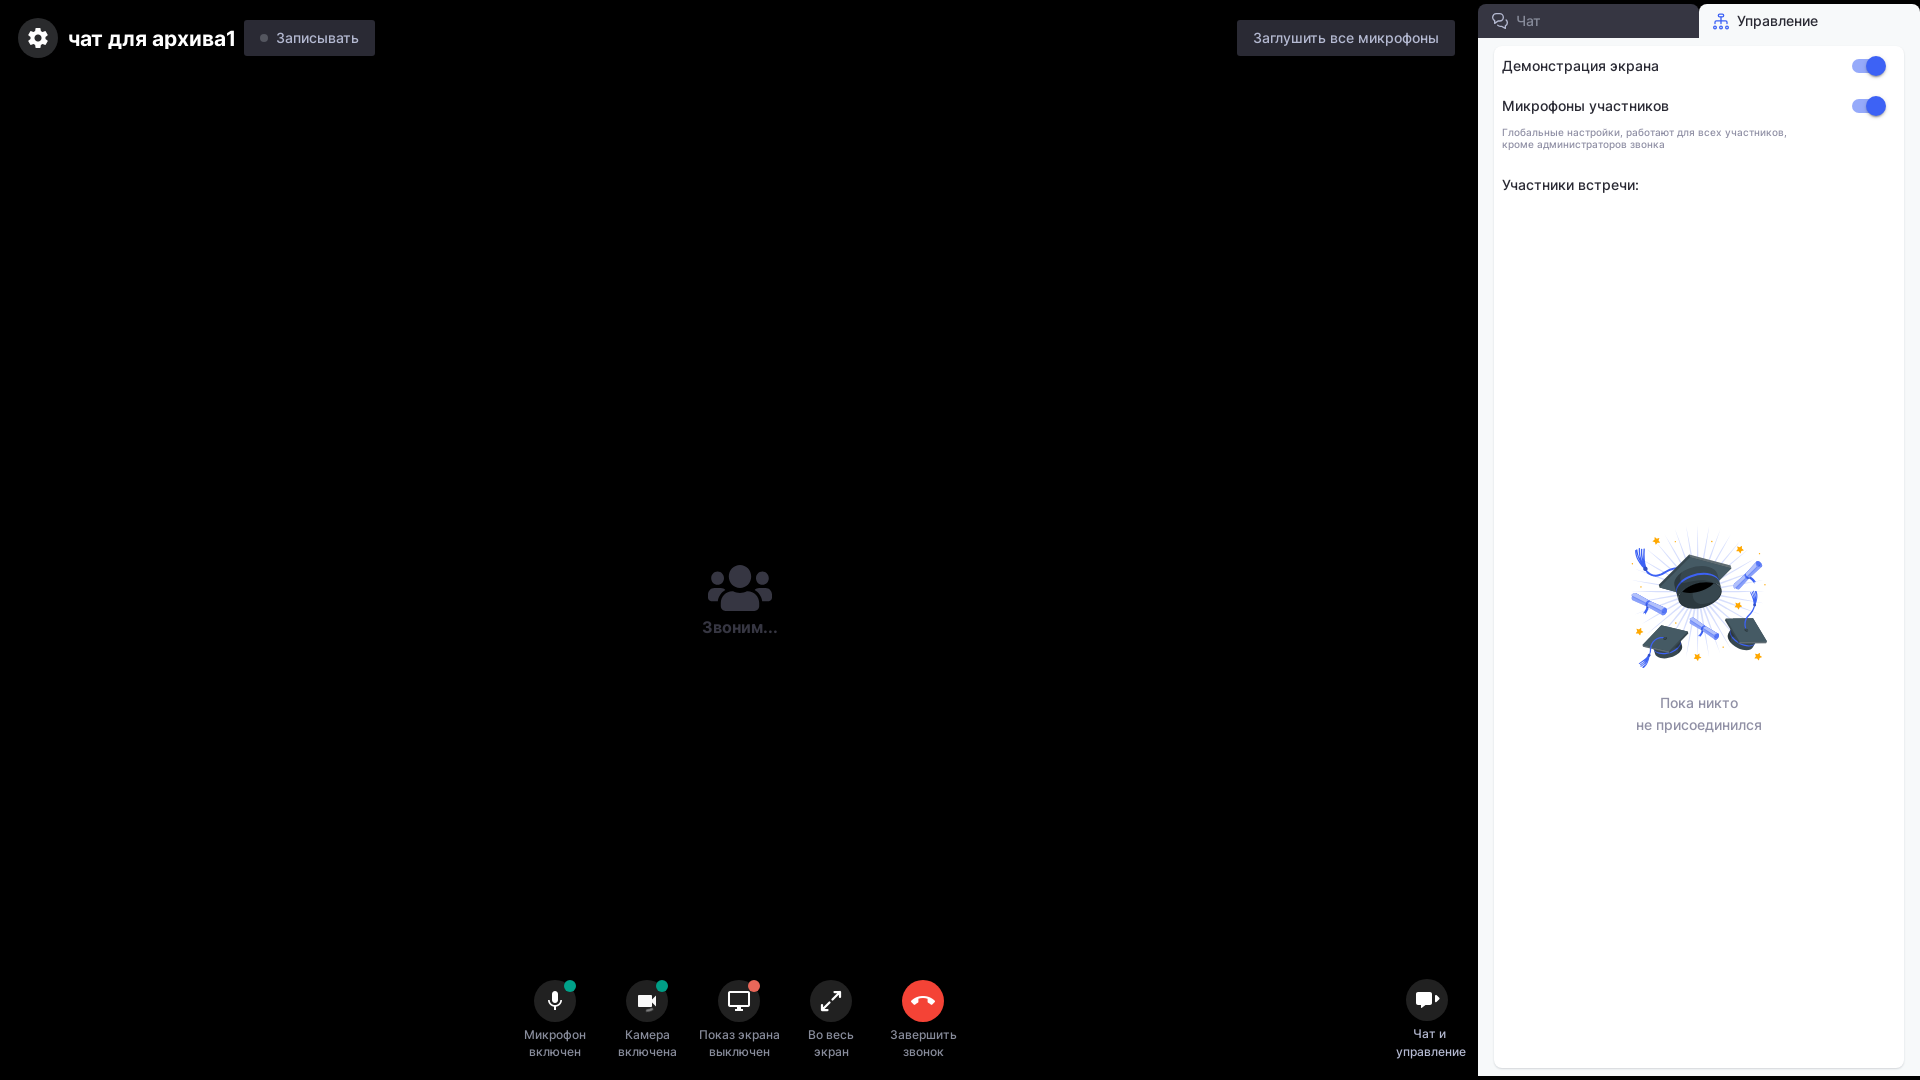 чат для архива1
Записывать
Заглушить все микрофоны
Чат
Управление
Демонстрация экрана
Микрофоны участников
Глобальные настройки, работают для всех участников,
кроме администраторов звонка
Участники встречи:
Звоним...
Пока никто
не присоединился
Микрофон
включен
Камера
включена
Показ экрана
выключен
Во весь
экран
Завершить
звонок
Чат и
управление